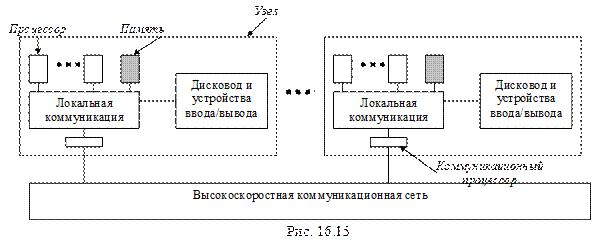 Узел
Процессор
Память
Локальная
коммуникация
Дисковод и
устройства
ввода/вывода
Локальная
коммуникация
Дисковод и
устройства
ввода/вывода
Коммуникационный
процессор
Высокоскоростная коммуникационная сеть
Рис. 16.15